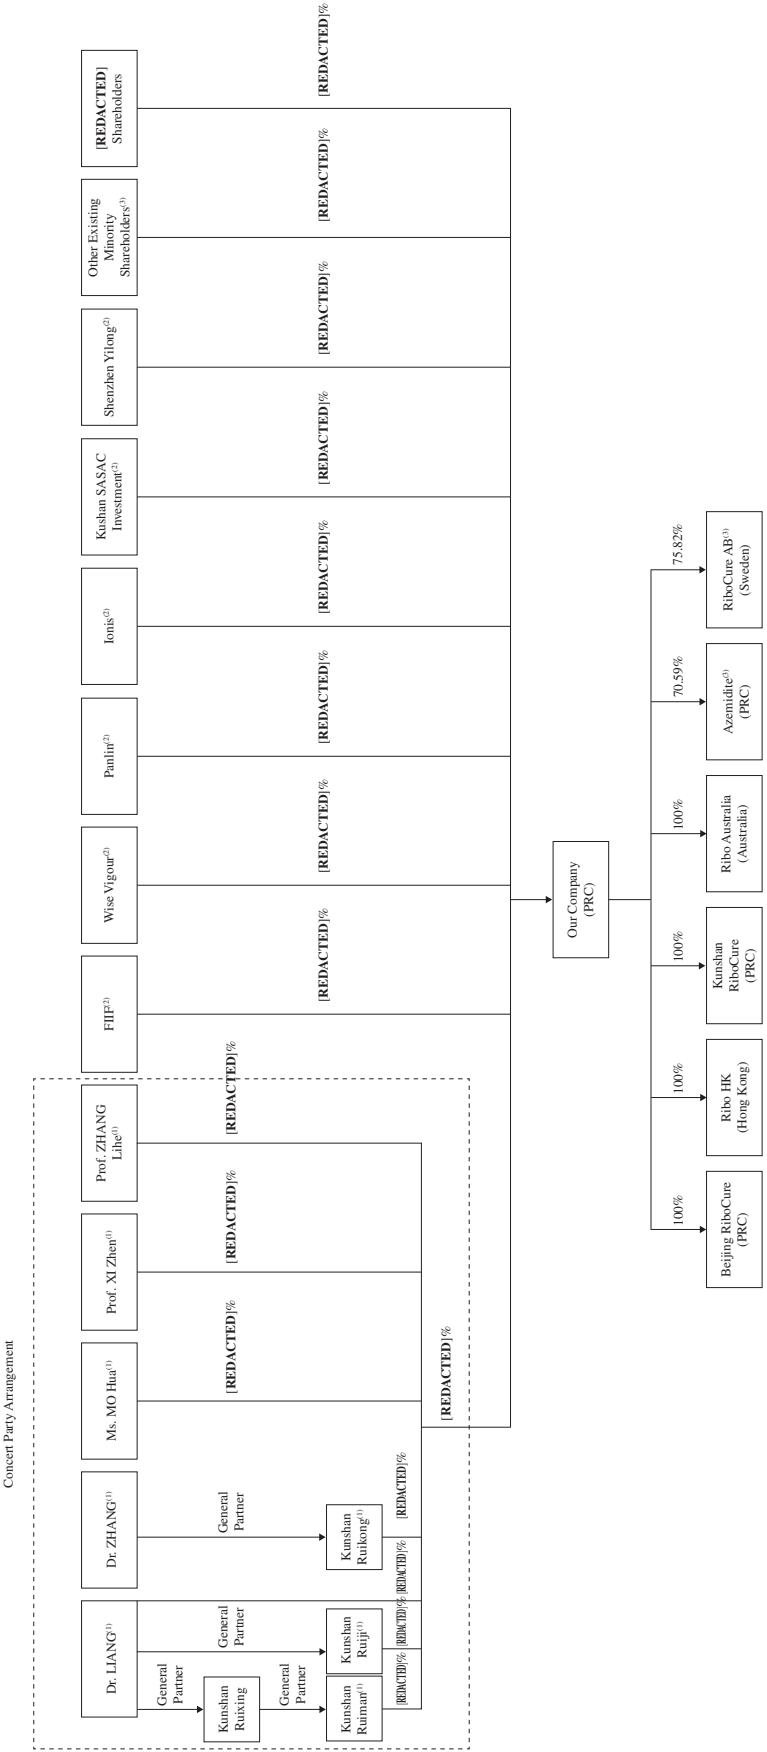 Concert Party Arrangement
Dr. LIANG(1)
Dr. ZHANG(1)
Ms. MO Hua(1)
Prof. XI Zhen(1)
Prof. ZHANG
Lihe(1)
FIIF(2)
Wise Vigour(2)
Panlin(2)
Ionis(2)
Kushan SASAC
Investment(2)
Shenzhen Yilong(2)
Other Existing
Minority
Shareholders(3)
[REDACTED]
Shareholders
General
Partner
Kunshan
Ruixing
General
Partner
General
Partner
General
Partner
[REDACTED]%
[REDACTED]%
[REDACTED]%
[REDACTED]%
[REDACTED]%
[REDACTED]%
[REDACTED]%
[REDACTED]%
[REDACTED]%
[REDACTED]%
[REDACTED]%
Kunshan
Ruiman(1)
Kunshan
Ruiji(1)
Kunshan
Ruikong(1)
[REDACTED]%
[REDACTED]%
[REDACTED]%
[REDACTED]%
[REDACTED]%
Our Company
(PRC)
100%
100%
100%
100%
70.59%
75.82%
Beijing RiboCure
(PRC)
Ribo HK
(Hong Kong)
Kunshan
RiboCure
(PRC)
Ribo Australia
(Australia)
Azemidite(3)
(PRC)
RiboCure AB(3)
(Sweden)